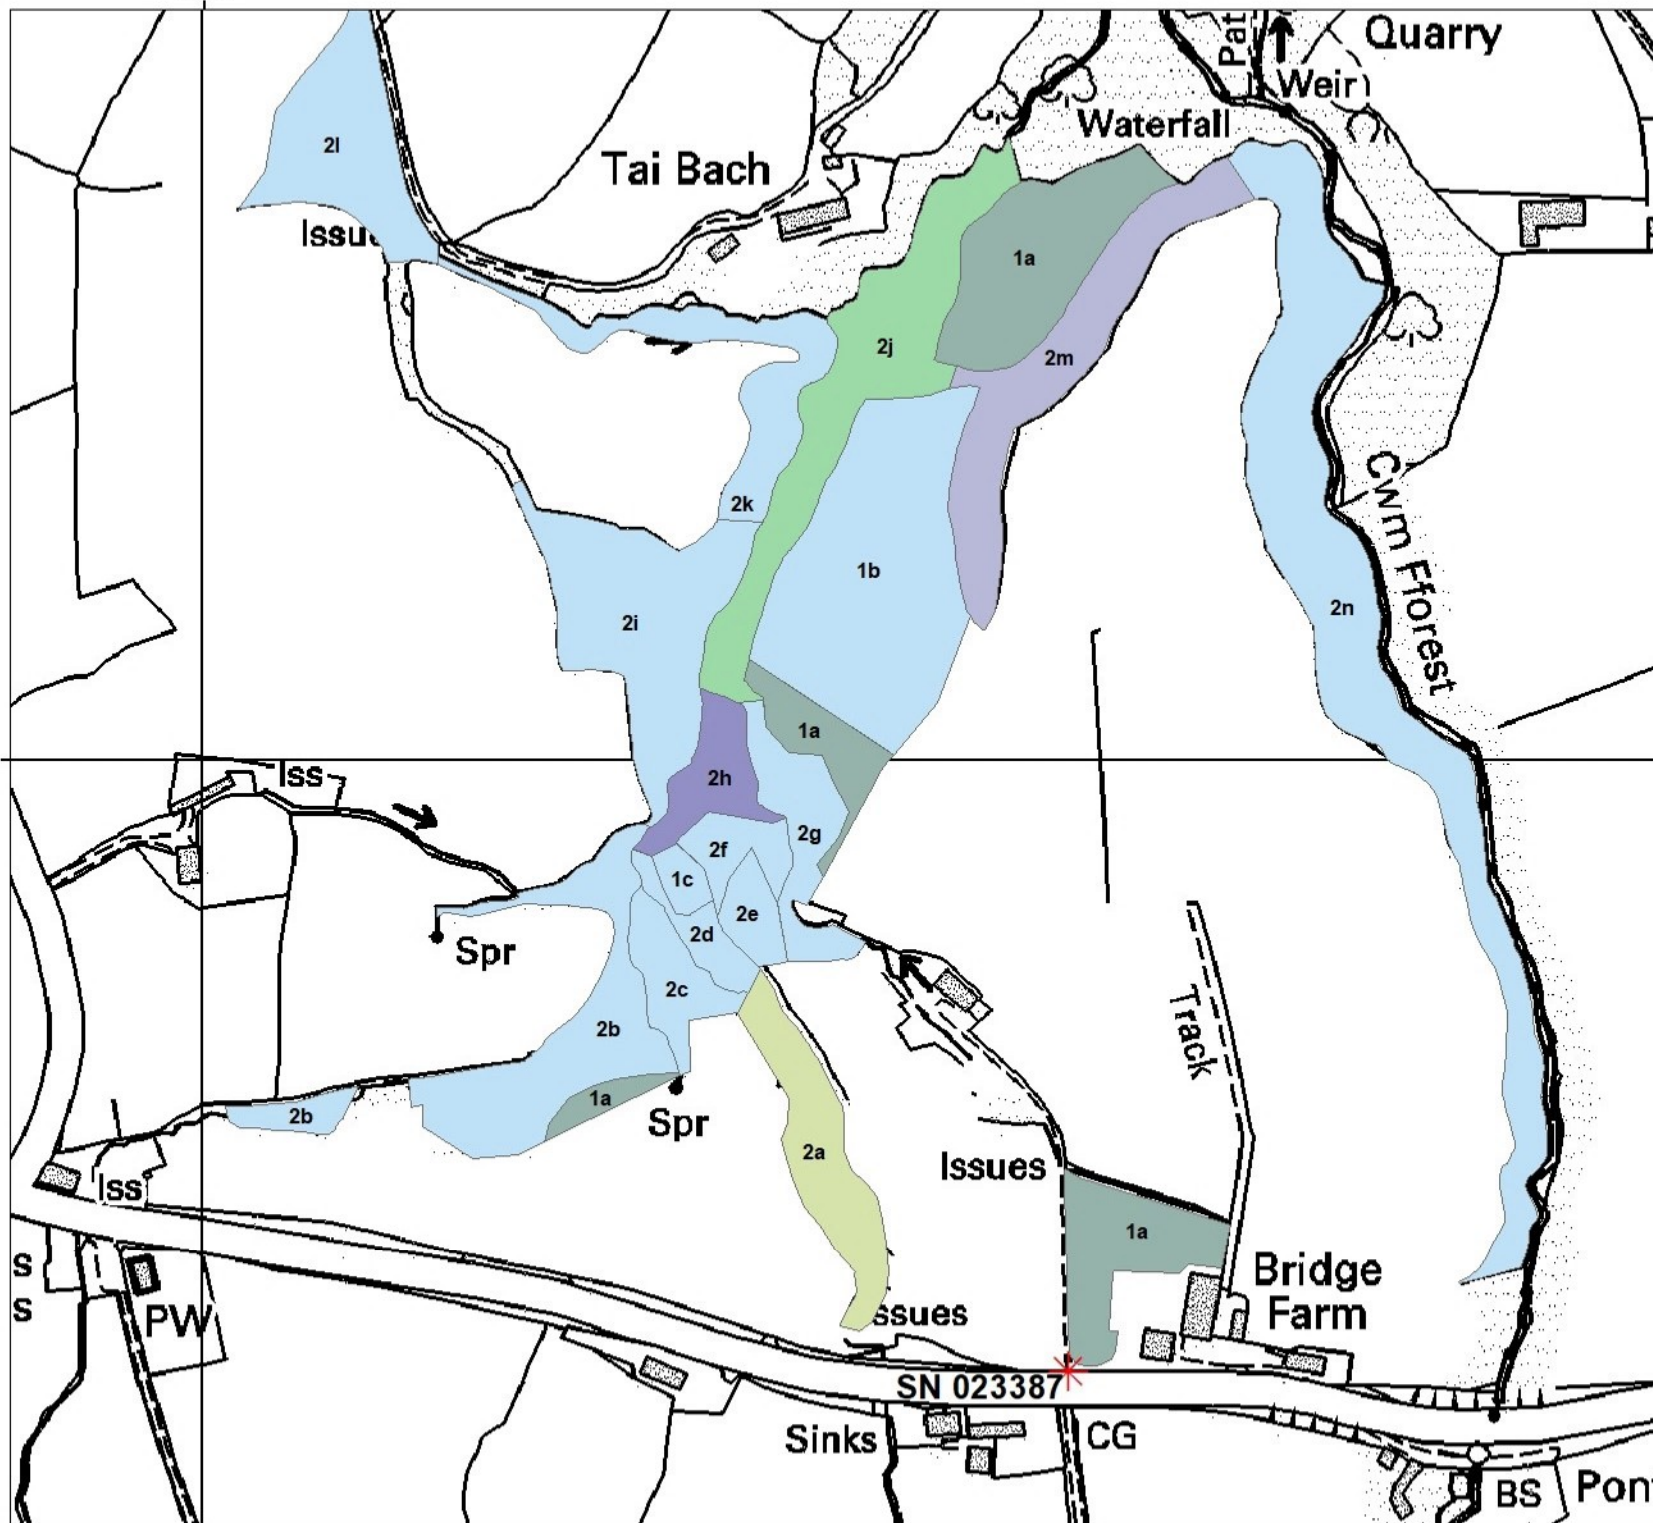 Quarry
Pat
Weir
Waterfall
2l
Tai Bach
Issu
1a
2j
2m
2k
1b
Cwm Fforest
2n
2i
1a
Iss
2h
2g
2f
1c
2e
2d
Spr
2c
Track
2b
1a
2b
Spr
2a
Issues
Iss
1a
S
S
Bridge
Farm
PW
ssues
SN 023387
Sinks
CG
BS
Pon